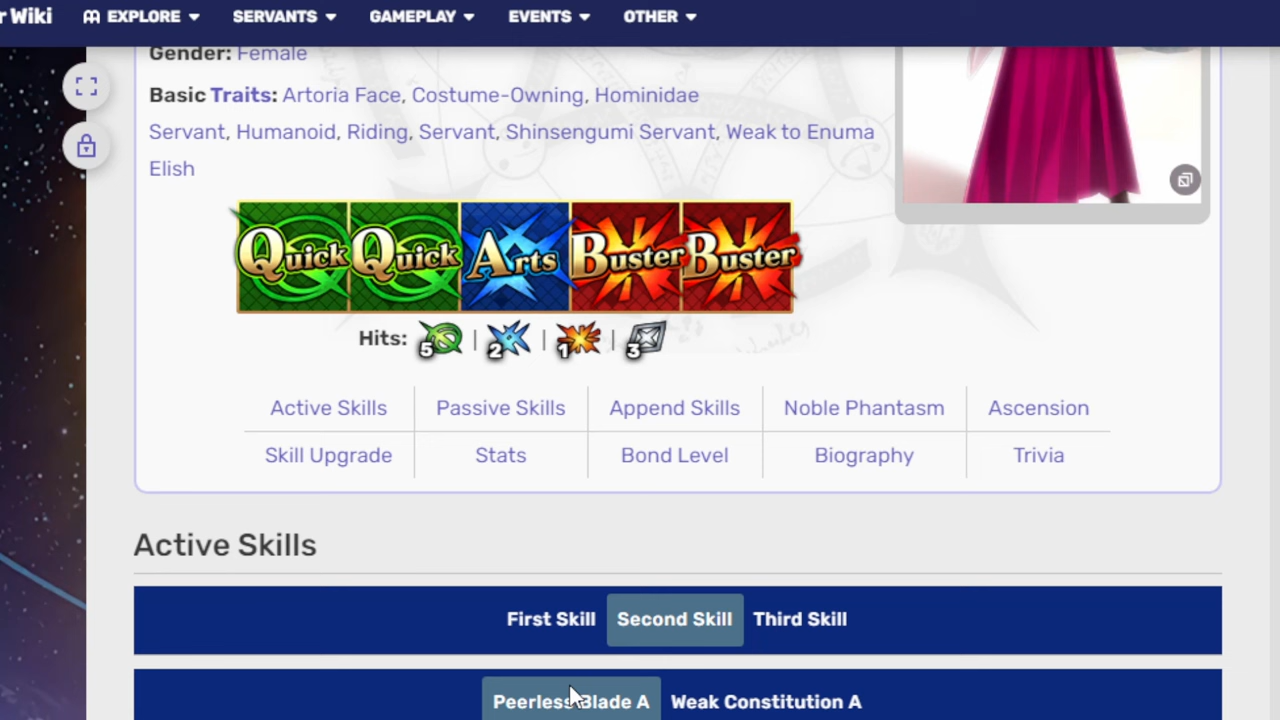 r Wiki EXPLORE SERVANTS GAMEPLAY EVENTS OTHER
Gender: Female
Basic Traits: Artoria Face, Costume-Owning, Hominidae
Servant, Humanoid, Riding, Servant, Shinsengumi Servant, Weak to Enuma
Elish
Quick Quick Arts Buster Buster
Hits: 5 | 2 | 1 | 3
Active Skills Passive Skills Append Skills Noble Phantasm Ascension
Skill Upgrade Stats Bond Level Biography Trivia
Active Skills
First Skill Second Skill Third Skill
Peerless Blade A Weak Constitution A